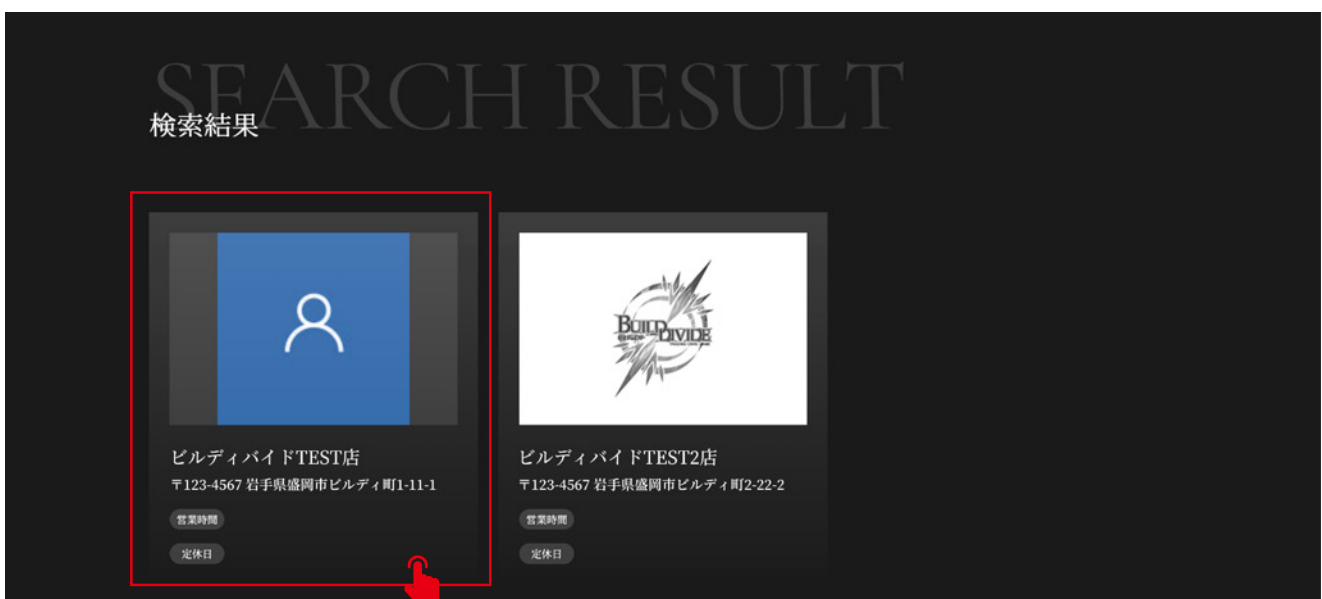 SEARCH RESULT
検索結果
BUILD DIVIDE
ビルディバイドTEST店
〒123-4567 岩手県盛岡市ビルディ町1-11-1
営業時間
定休日
ビルディバイドTEST2店
〒123-4567 岩手県盛岡市ビルディ町2-22-2
営業時間
定休日